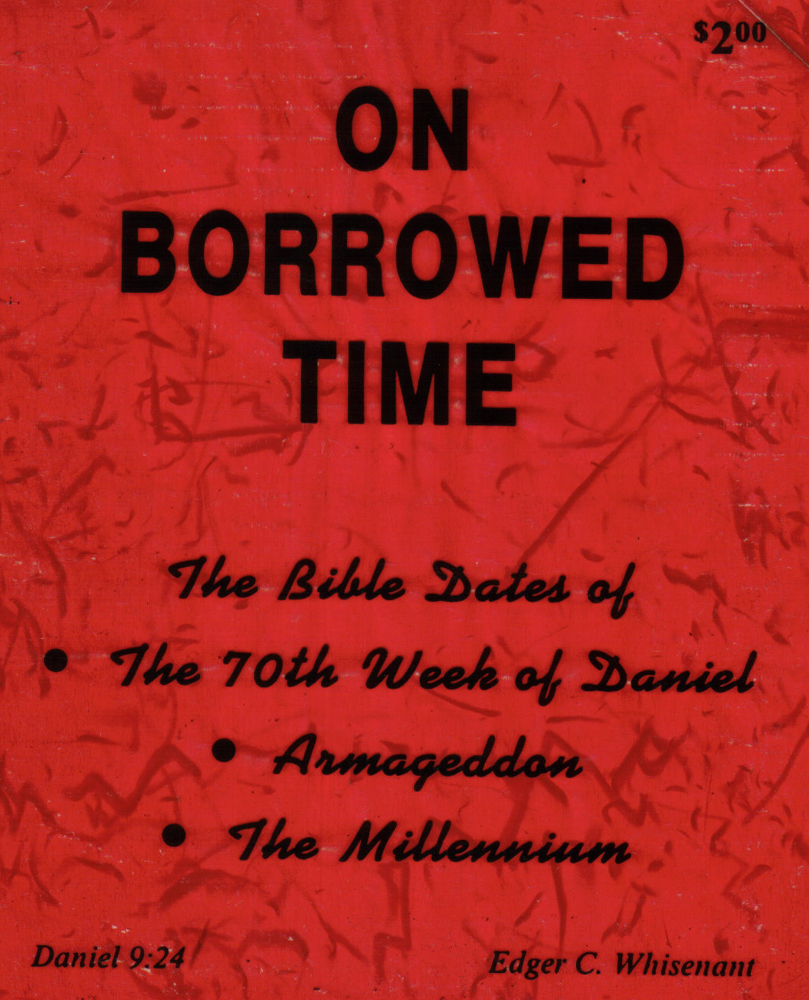 $2.00
ON
BORROWED
TIME
The Bible Dates of
• The 70th Week of Daniel
• Armageddon
• The Millennium
Daniel 9:24
Edger C. Whisenant